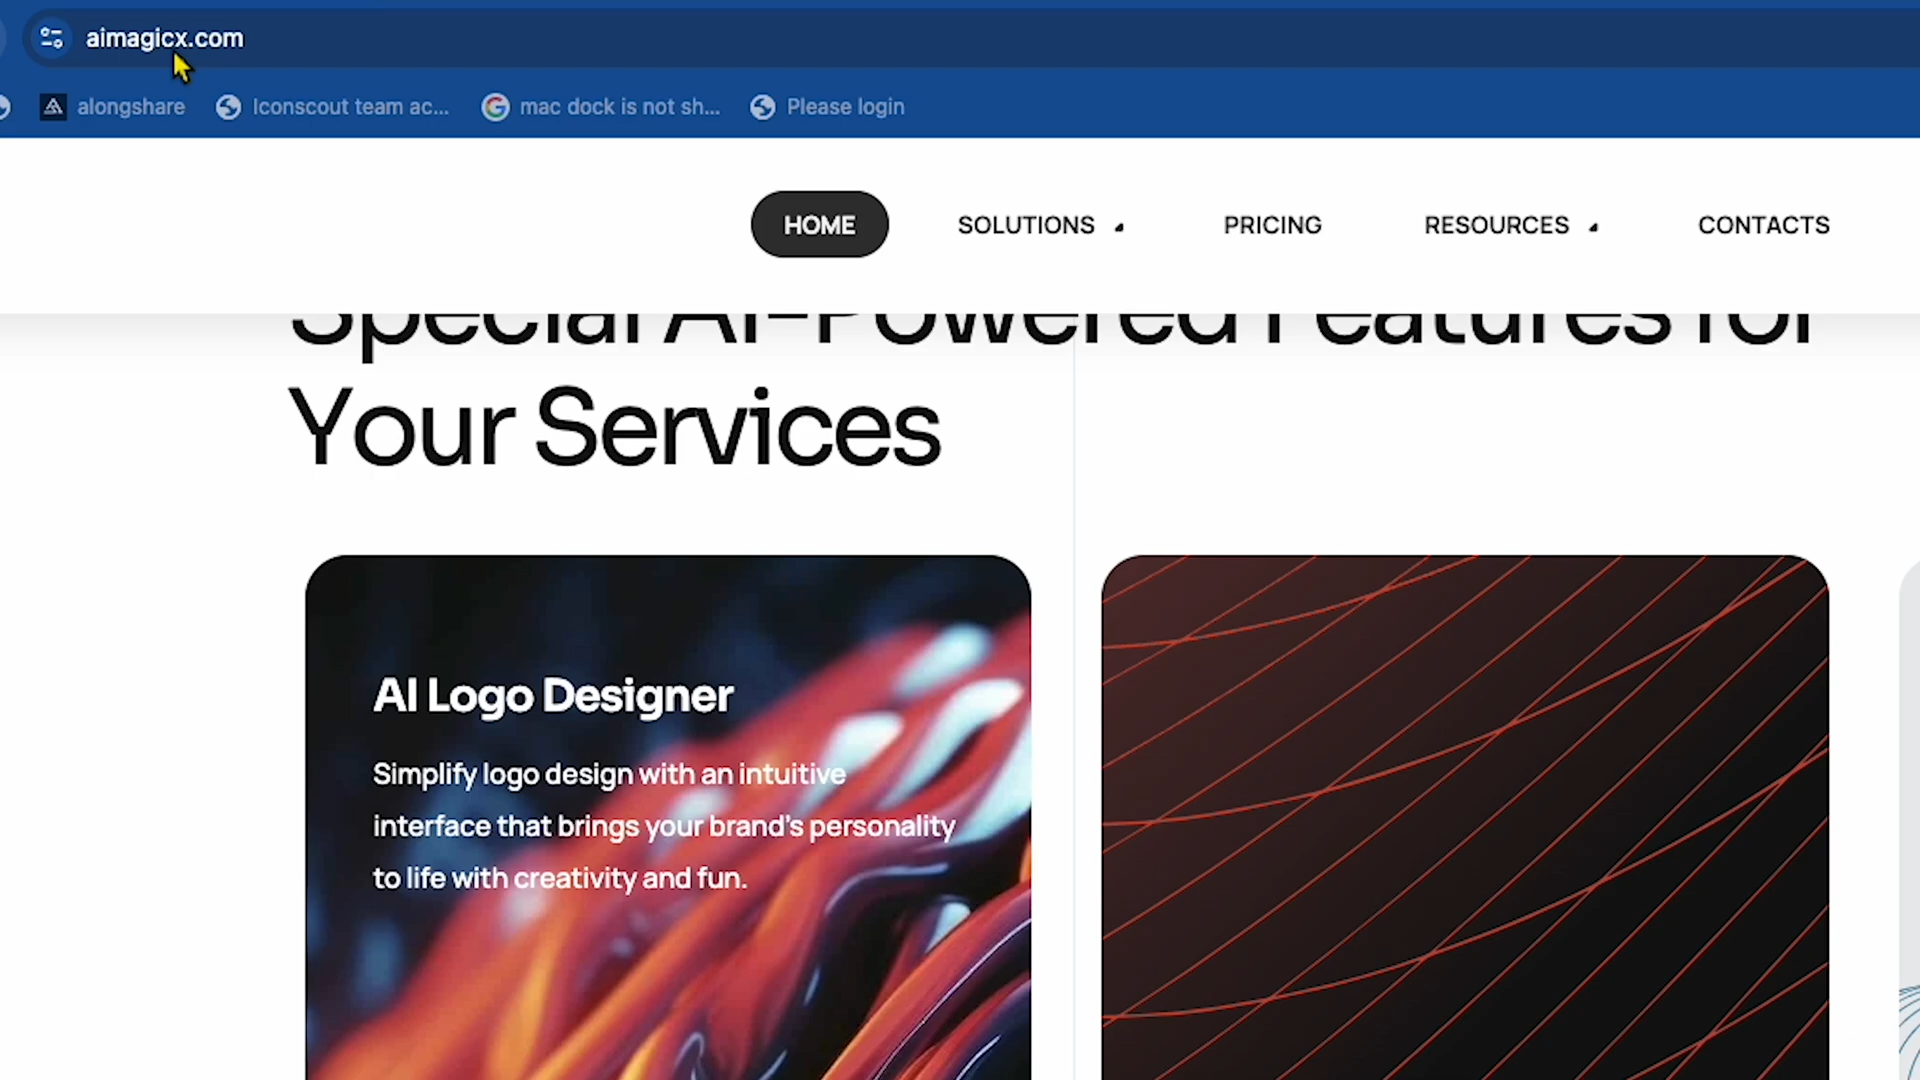 aimagicx.com
alongshare Iconscout team ac... mac dock is not sh... Please login
HOME SOLUTIONS PRICING RESOURCES CONTACTS
Special AI-Powered Features for
Your Services
AI Logo Designer
Simplify logo design with an intuitive
interface that brings your brand's personality
to life with creativity and fun.